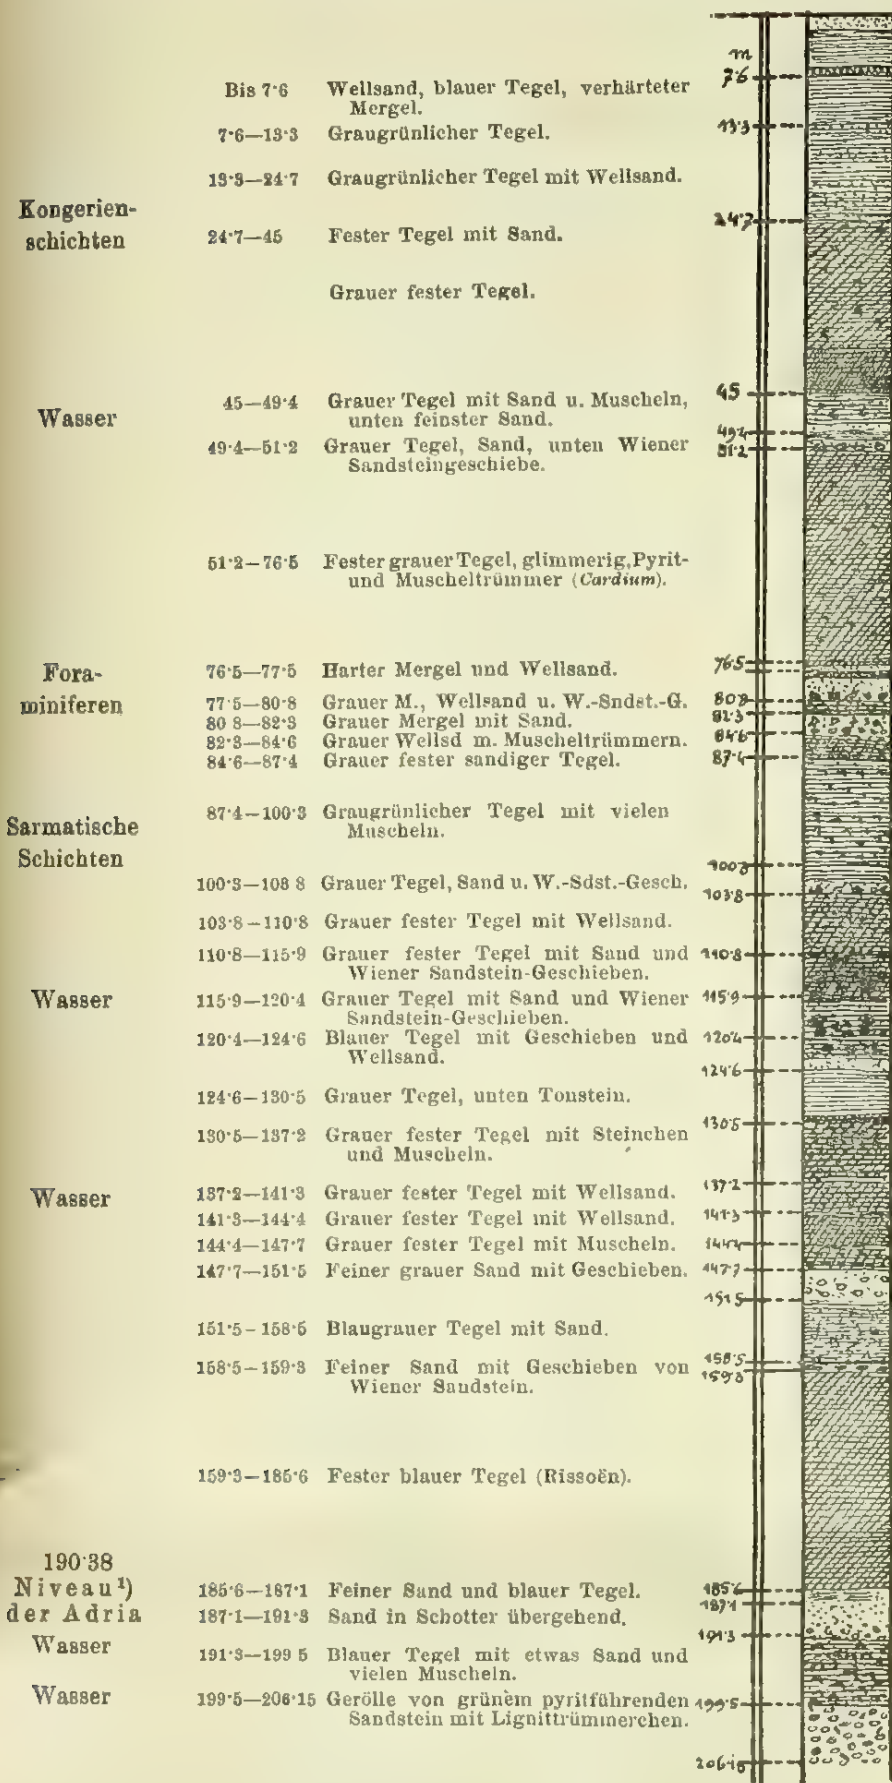 m
Bis 7·6 Wellsand, blauer Tegel, verhärteter 7·6
Mergel.
7·6—13·3 Graugrünlicher Tegel. 13·3
13·3—24·7 Graugrünlicher Tegel mit Wellsand.
Kongerien-
schichten
24·7
24·7—45 Fester Tegel mit Sand.
Grauer fester Tegel.
45
Wasser
45—49·4 Grauer Tegel mit Sand u. Muscheln,
unten feinster Sand. 49·4
49·4—51·2 Grauer Tegel, Sand, unten Wiener 51·2
Sandsteingeschiebe.
51·2—76·5 Fester grauer Tegel, glimmerig, Pyrit-
und Muscheltrümmer (Cardium).
Fora-
miniferen
76·5—77·5 Harter Mergel und Wellsand. 76·5
77·5—80·8 Grauer M., Wellsand u. W.-Sndst.-G. 80·8
80 8—82·3 Grauer Mergel mit Sand. 82·3
82·3—84·6 Grauer Wellsd m. Muscheltrümmern. 84·6
84·6—87·4 Grauer fester sandiger Tegel. 87·4
Sarmatische
Schichten
87·4—100·3 Graugrünlicher Tegel mit vielen
Muscheln.
100·3
100·3—108 8 Grauer Tegel, Sand u. W.-Sdst.-Gesch. 103·8
103·8—110·8 Grauer fester Tegel mit Wellsand.
110·8—115·9 Grauer fester Tegel mit Sand und 110·8
Wiener Sandstein-Geschieben.
Wasser 115·9—120·4 Grauer Tegel mit Sand und Wiener 115·9
Sandstein-Geschieben.
120·4—124·6 Blauer Tegel mit Geschieben und 120·4
Wellsand.
124·6
124·6—130·5 Grauer Tegel, unten Tonstein.
130·5—137·2 Grauer fester Tegel mit Steinchen 130·5
und Muscheln.
Wasser 137·2—141·3 Grauer fester Tegel mit Wellsand. 137·2
141·3—144·4 Grauer fester Tegel mit Wellsand. 141·3
144·4—147·7 Grauer fester Tegel mit Muscheln. 144·4
147·7—151·5 Feiner grauer Sand mit Geschieben. 147·7
151·5
151·5—158·5 Blaugrauer Tegel mit Sand.
158·5—159·3 Feiner Sand mit Geschieben von 158·5
Wiener Sandstein. 159·3
159·3—185·6 Fester blauer Tegel (Rissoën).
190·38
Niveau¹)
der Adria
185·6—187·1 Feiner Sand und blauer Tegel. 185·6
187·1—191·3 Sand in Schotter übergehend. 187·1
191·3
Wasser 191·3—199 5 Blauer Tegel mit etwas Sand und
vielen Muscheln.
Wasser 199·5—206·15 Gerölle von grünem pyritführenden 199·5
Sandstein mit Lignittrümmerchen.
206·15